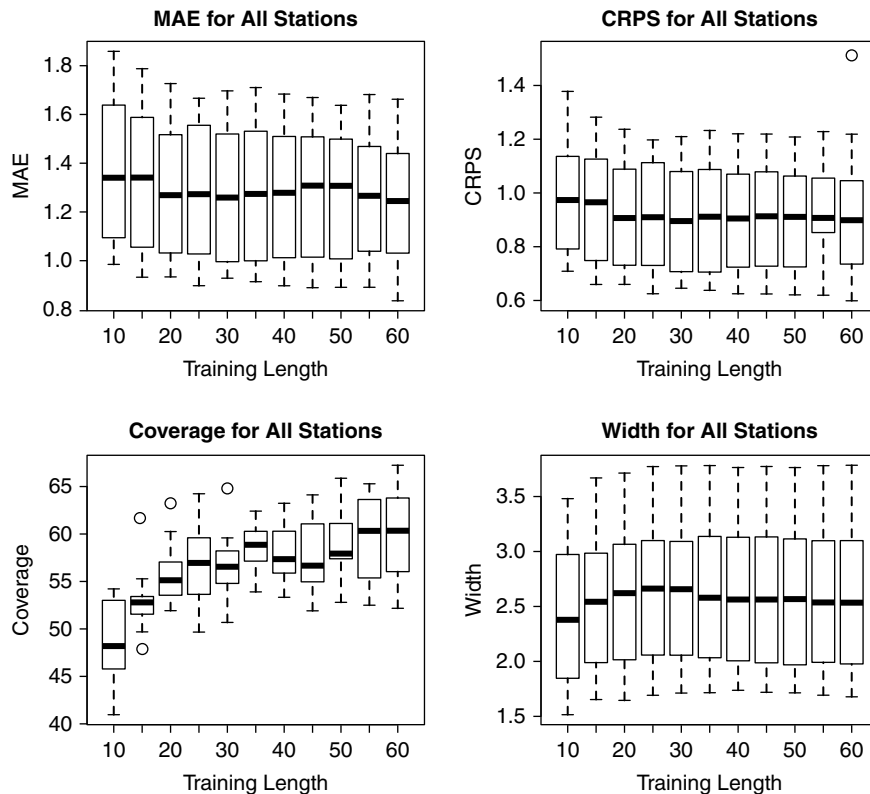 MAE for All Stations
MAE
1.8
1.6
1.4
1.2
1.0
0.8
10 20 30 40 50 60
Training Length
CRPS for All Stations
CRPS
1.4
1.2
1.0
0.8
0.6
10 20 30 40 50 60
Training Length
Coverage for All Stations
Coverage
65
60
55
50
45
40
10 20 30 40 50 60
Training Length
Width for All Stations
Width
3.5
3.0
2.5
2.0
1.5
10 20 30 40 50 60
Training Length